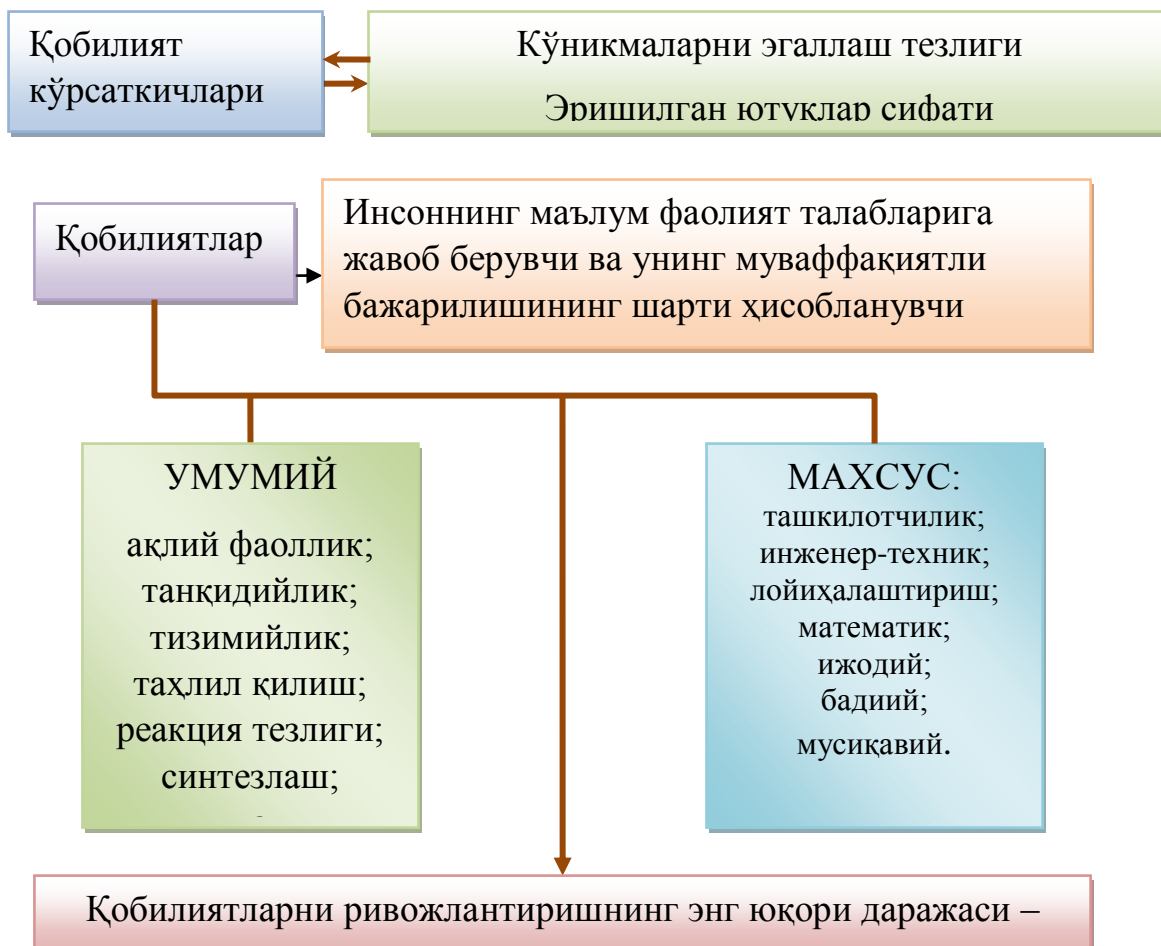 Қобилият
кўрсаткичлари
Кўникмаларни эгаллаш тезлиги
Эришилган ютуқлар сифати
Қобилиятлар
Инсоннинг маълум фаолият талабларига
жавоб берувчи ва унинг муваффақиятли
бажарилишининг шарти ҳисобланувчи
УМУМИЙ
ақлий фаоллик;
танқидийлик;
тизимийлик;
таҳлил қилиш;
реакция тезлиги;
синтезлаш;
МАХСУС:
ташкилотчилик;
инженер-техник;
лойиҳалаштириш;
математик;
ижодий;
бадиий;
мусиқавий.
Қобилиятларни ривожлантиришнинг энг юқори даражаси –